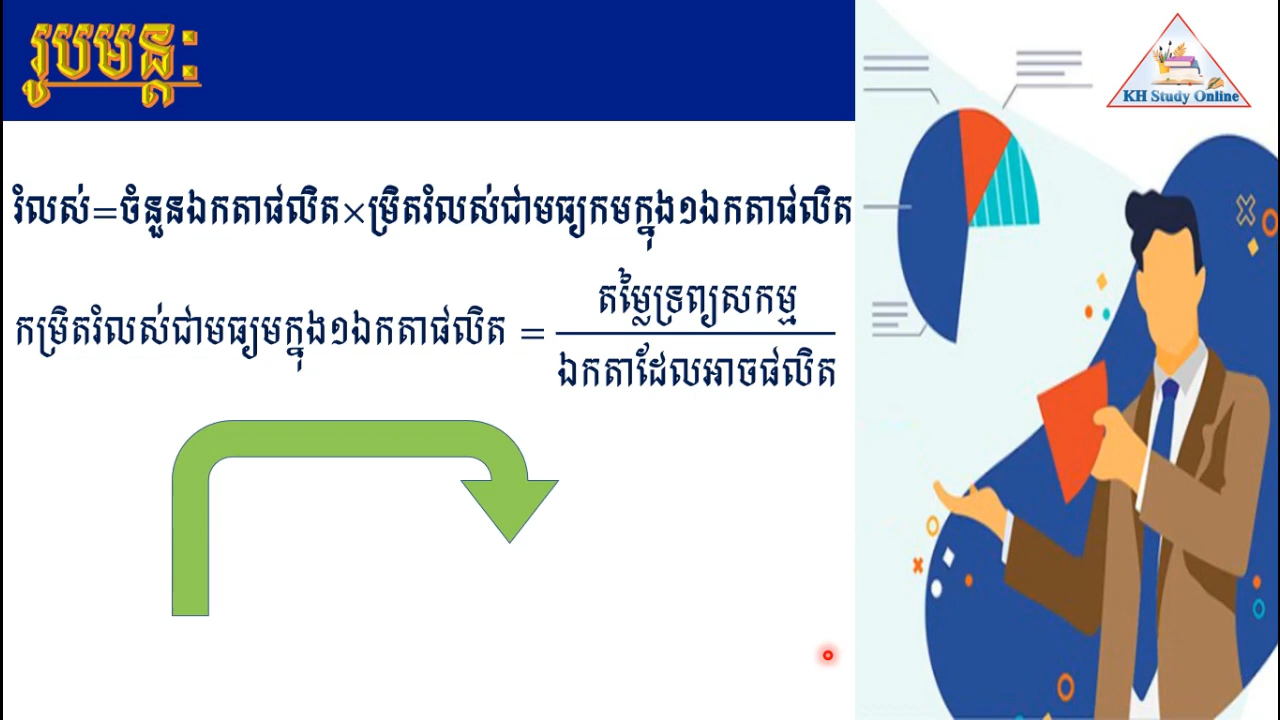 រូបមន្ត:
រំលស់=ចំនួនឯកតាផលិត×ម្រិតរំលស់ជាមធ្យកមក្នុង១ឯកតាផលិត
កម្រិតរំលស់ជាមធ្យមក្នុង១ឯកតាផលិត = តម្លៃទ្រព្យសកម្ម
ឯកតាដែលអាចផលិត
KH Study Online